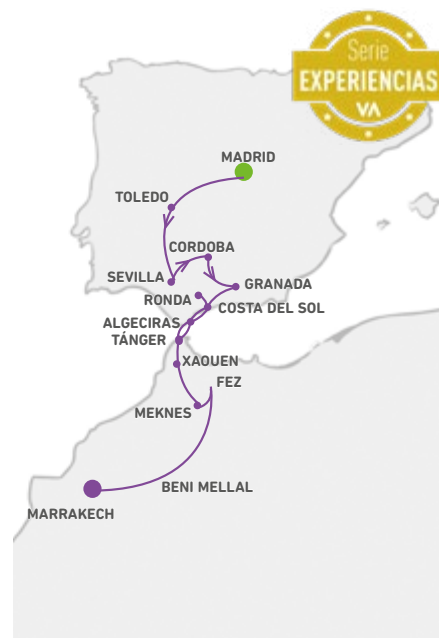 Serie
EXPERIENCIAS
VA
MADRID
TOLEDO
CORDOBA
SEVILLA
GRANADA
RONDA
COSTA DEL SOL
ALGECIRAS
TÁNGER
XAOUEN
FEZ
MEKNES
BENI MELLAL
MARRAKECH